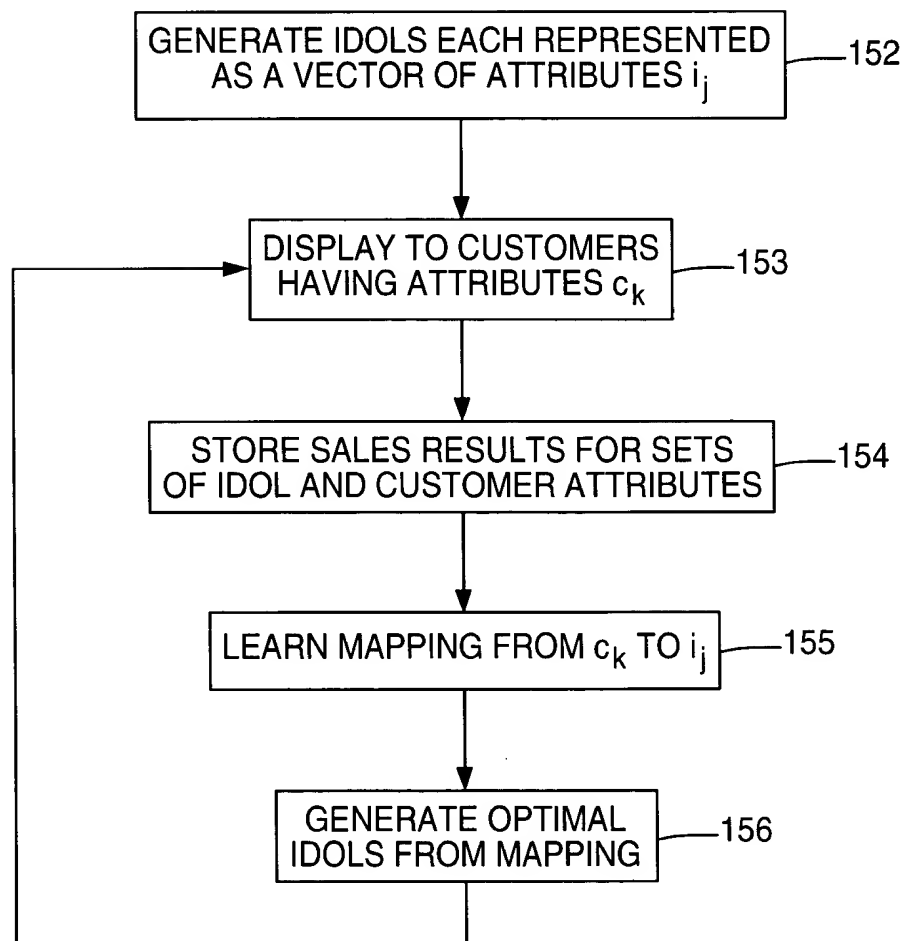 GENERATE IDOLS EACH REPRESENTED
AS A VECTOR OF ATTRIBUTES i_j
152
DISPLAY TO CUSTOMERS
HAVING ATTRIBUTES c_k
153
STORE SALES RESULTS FOR SETS
OF IDOL AND CUSTOMER ATTRIBUTES
154
LEARN MAPPING FROM c_k TO i_j
155
GENERATE OPTIMAL
IDOLS FROM MAPPING
156